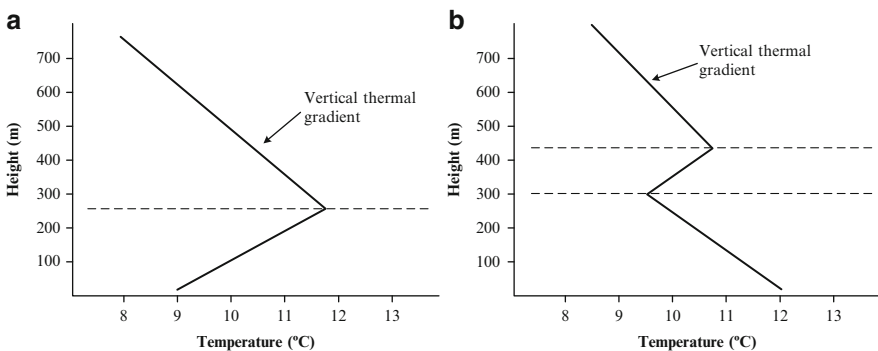 a
Vertical thermal
gradient
Height (m)
700
600
500
400
300
200
100
8 9 10 11 12 13
Temperature (ºC)
b
Vertical thermal
gradient
Height (m)
700
600
500
400
300
200
100
8 9 10 11 12 13
Temperature (ºC)